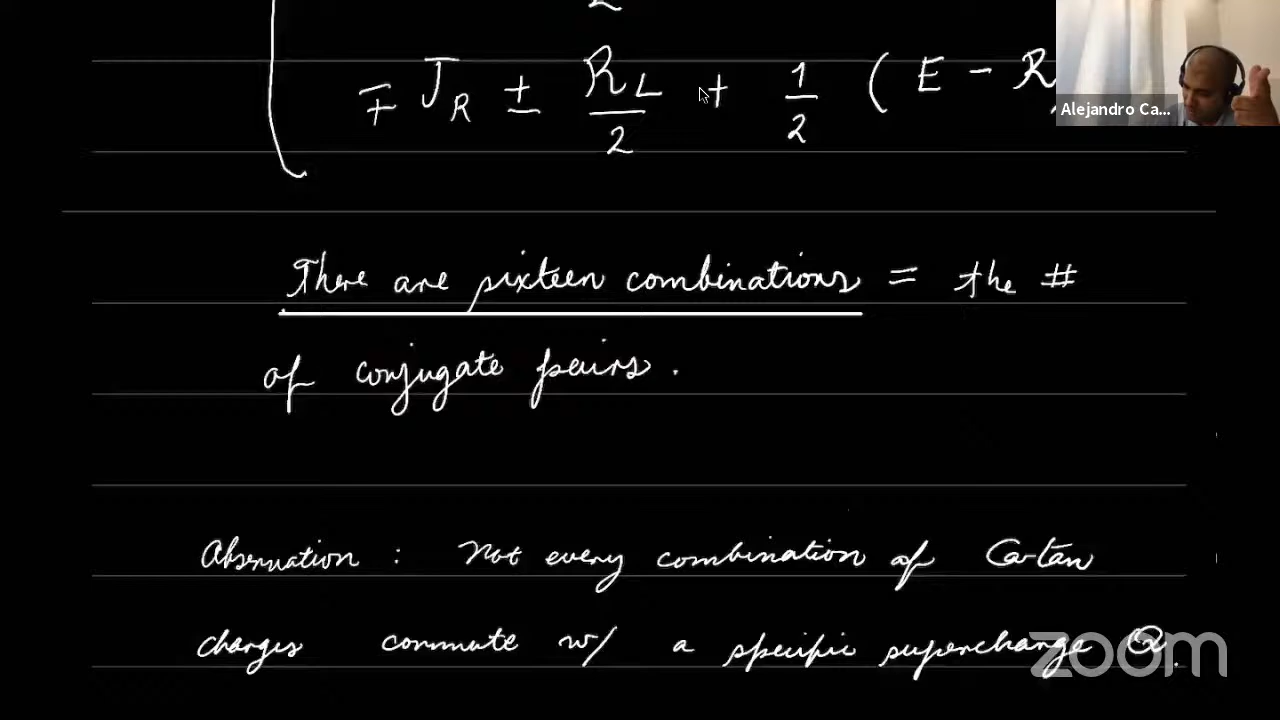 ∓ J_R ± R_L/2 + 1/2 ( E - R
Alejandro Ca...
There are sixteen combinations = the #
of conjugate pairs.
Observation : Not every combination of Cartan
charges commute w/ a specific supercharge Q.
zoom